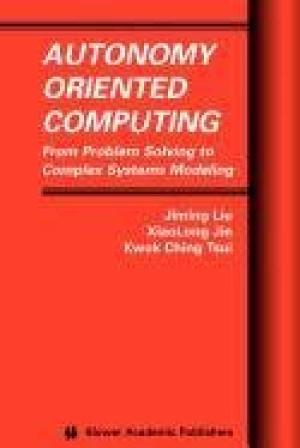 AUTONOMY
ORIENTED
COMPUTING
From Problem Solving to
Complex Systems Modeling
Jiming Liu
XiaoLong Jin
Kwok Ching Tsui
Kluwer Academic Publishers